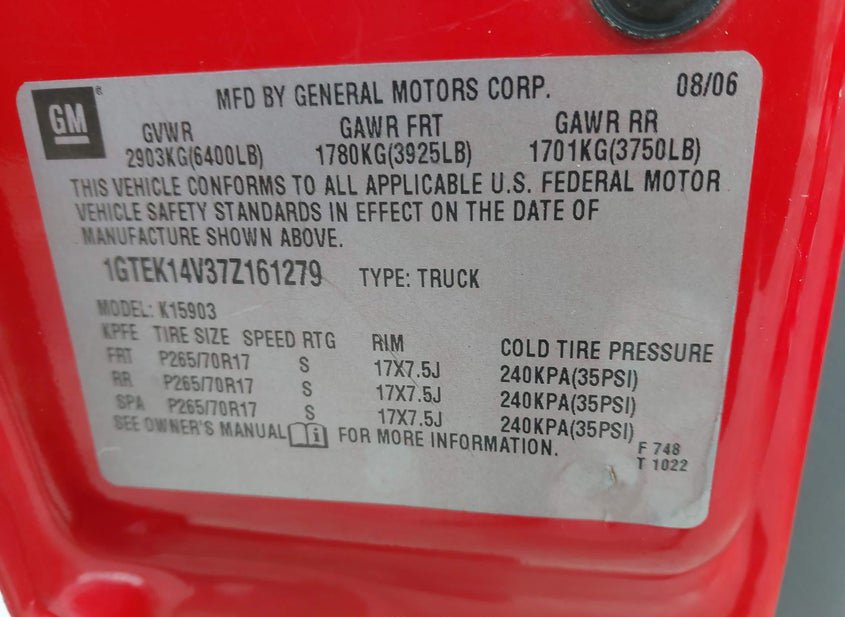 GM®
MFD BY GENERAL MOTORS CORP. 08/06
GVWR GAWR FRT GAWR RR
2903KG(6400LB) 1780KG(3925LB) 1701KG(3750LB)
THIS VEHICLE CONFORMS TO ALL APPLICABLE U.S. FEDERAL MOTOR
VEHICLE SAFETY STANDARDS IN EFFECT ON THE DATE OF
MANUFACTURE SHOWN ABOVE.
1GTEK14V37Z161279 TYPE: TRUCK
MODEL: K15903
KPFE TIRE SIZE SPEED RTG RIM COLD TIRE PRESSURE
FRT P265/70R17 S 17X7.5J 240KPA(35PSI)
RR P265/70R17 S 17X7.5J 240KPA(35PSI)
SPA P265/70R17 S 17X7.5J 240KPA(35PSI)
SEE OWNER'S MANUAL i FOR MORE INFORMATION.
F 748
T 1022